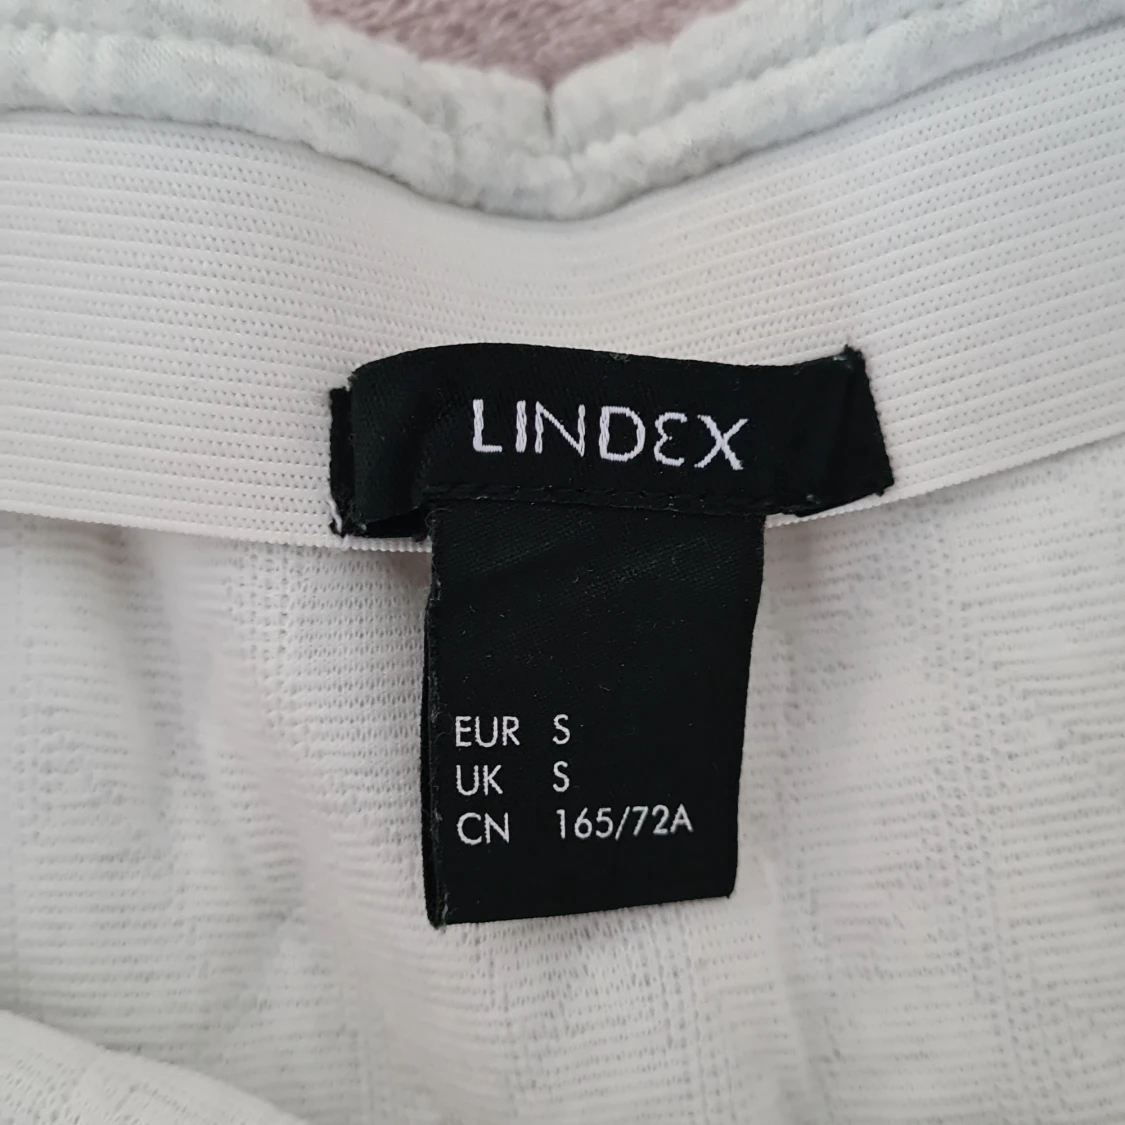 LINDEX
EUR S
UK S
CN 165/72A